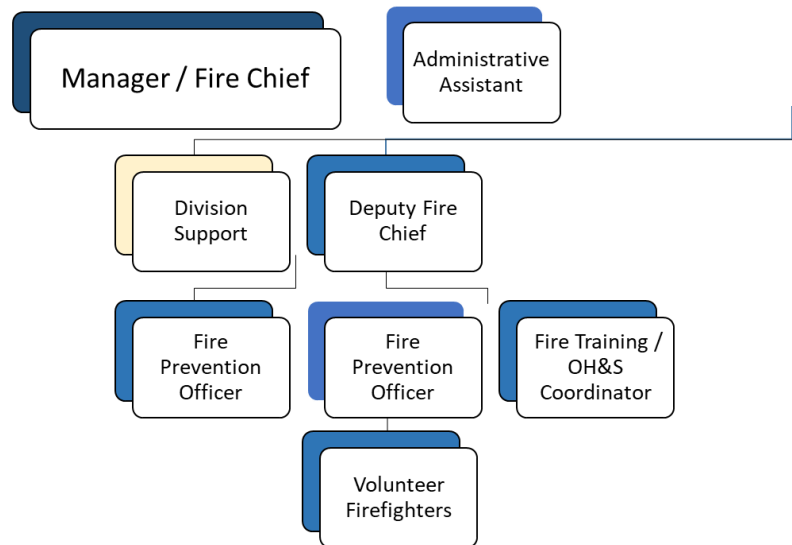 Manager / Fire Chief
Administrative
Assistant
Division
Support
Deputy Fire
Chief
Fire
Prevention
Officer
Fire
Prevention
Officer
Fire Training /
OH&S
Coordinator
Volunteer
Firefighters